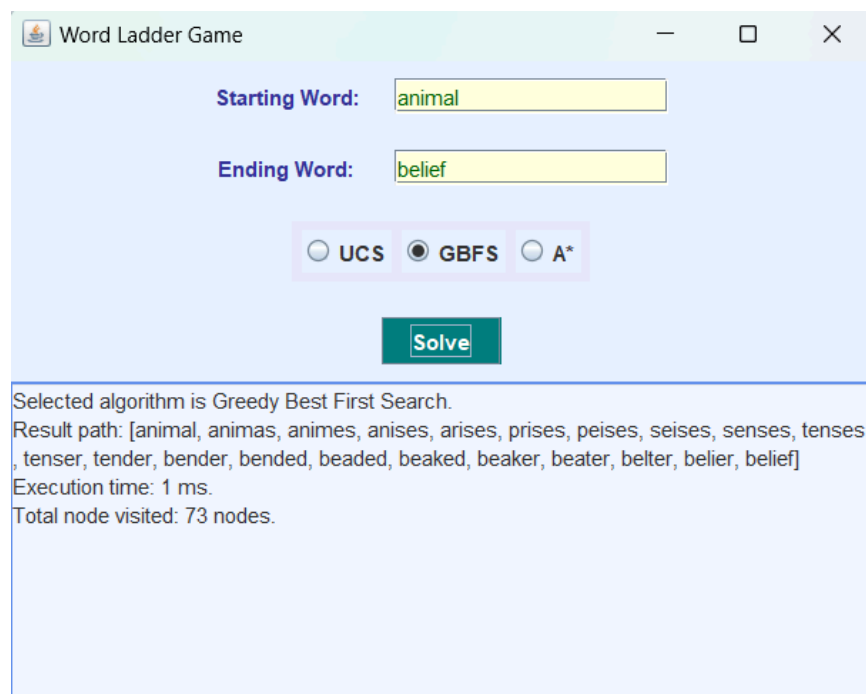 Word Ladder Game
Starting Word: animal
Ending Word: belief
UCS GBFS A*
Solve
Selected algorithm is Greedy Best First Search.
Result path: [animal, animas, animes, anises, arises, prises, peises, seises, senses, tenses
, tenser, tender, bender, bended, beaded, beaked, beaker, beater, belter, belier, belief]
Execution time: 1 ms.
Total node visited: 73 nodes.